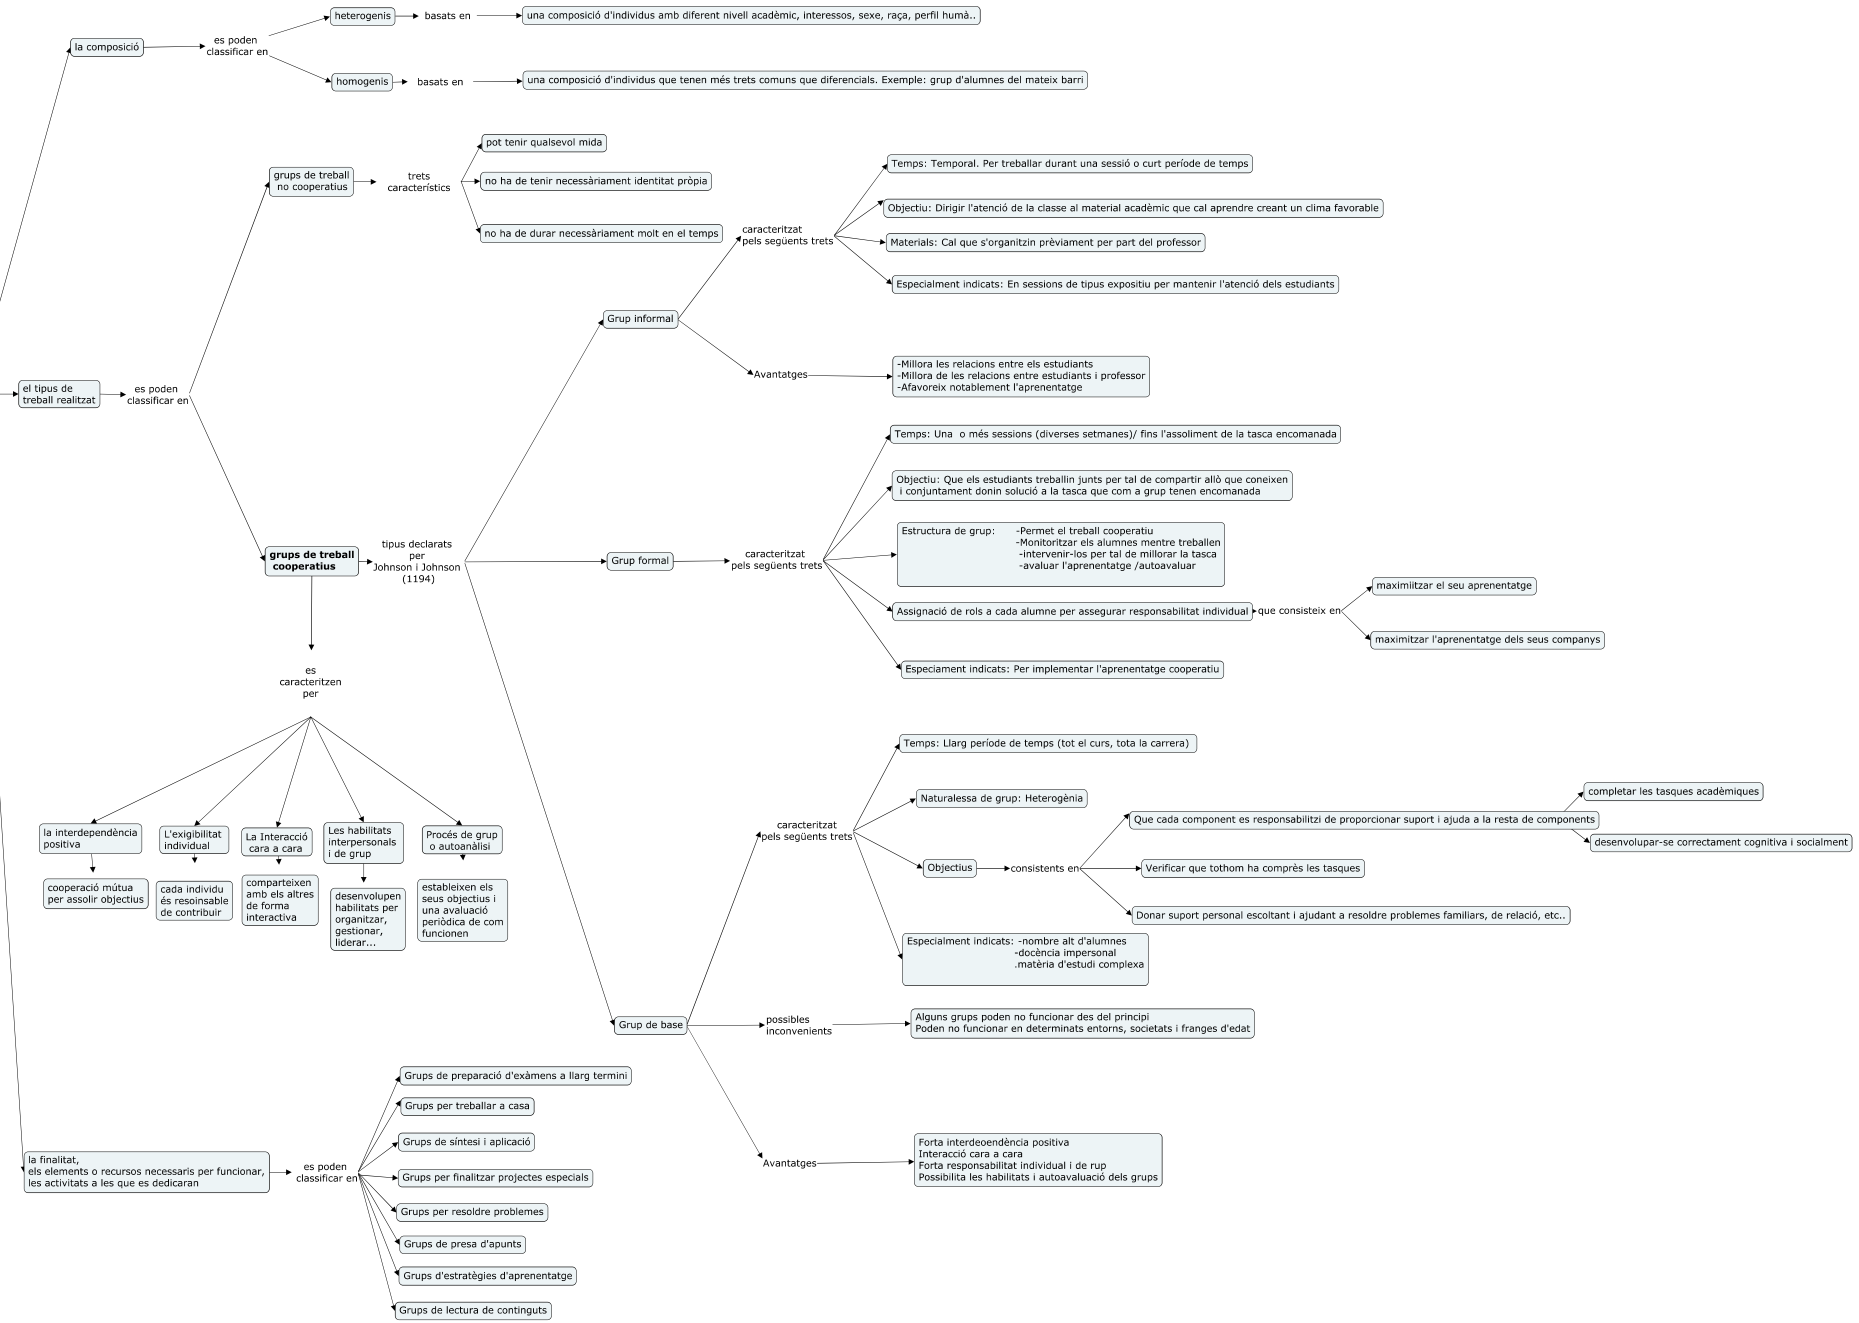 la composició
es poden
classificar en
heterogenis
basats en
una composició d'individus amb diferent nivell acadèmic, interessos, sexe, raça, perfil humà..
homogenis
basats en
una composició d'individus que tenen més trets comuns que diferencials. Exemple: grup d'alumnes del mateix barri
el tipus de
treball realitzat
es poden
classificar en
grups de treball
no cooperatius
trets
característics
pot tenir qualsevol mida
no ha de tenir necessàriament identitat pròpia
no ha de durar necessàriament molt en el temps
grups de treball
cooperatius
tipus declarats
per
Johnson i Johnson
(1194)
Grup informal
caracteritzat
pels següents trets
Temps: Temporal. Per treballar durant una sessió o curt període de temps
Objectiu: Dirigir l'atenció de la classe al material acadèmic que cal aprendre creant un clima favorable
Materials: Cal que s'organitzin prèviament per part del professor
Especialment indicats: En sessions de tipus expositiu per mantenir l'atenció dels estudiants
Avantatges
-Millora les relacions entre els estudiants
-Millora de les relacions entre estudiants i professor
-Afavoreix notablement l'aprenentatge
Grup formal
caracteritzat
pels següents trets
Temps: Una  o més sessions (diverses setmanes)/ fins l'assoliment de la tasca encomanada
Objectiu: Que els estudiants treballin junts per tal de compartir allò que coneixen
i conjuntament donin solució a la tasca que com a grup tenen encomanada
Estructura de grup: -Permet el treball cooperatiu
-Monitoritzar els alumnes mentre treballen
-intervenir-los per tal de millorar la tasca
-avaluar l'aprenentatge /autoavaluar
Assignació de rols a cada alumne per assegurar responsabilitat individual
que consisteix en
maximiitzar el seu aprenentatge
maximitzar l'aprenentatge dels seus companys
Especiament indicats: Per implementar l'aprenentatge cooperatiu
es
caracteritzen
per
la interdependència
positiva
cooperació mútua
per assolir objectius
L'exigibilitat
individual
cada individu
és resoinsable
de contribuir
La Interacció
cara a cara
comparteixen
amb els altres
de forma
interactiva
Les habilitats
interpersonals
i de grup
desenvolupen
habilitats per
organitzar,
gestionar,
liderar...
Procés de grup
o autoanàlisi
estableixen els
seus objectius i
una avaluació
periòdica de com
funcionen
Grup de base
caracteritzat
pels següents trets
Temps: Llarg període de temps (tot el curs, tota la carrera)
Naturalessa de grup: Heterogènia
Objectius
consistents en
Que cada component es responsabilitzi de proporcionar suport i ajuda a la resta de components
completar les tasques acadèmiques
desenvolupar-se correctament cognitiva i socialment
Verificar que tothom ha comprès les tasques
Donar suport personal escoltant i ajudant a resoldre problemes familiars, de relació, etc..
Especialment indicats: -nombre alt d'alumnes
-docència impersonal
.matèria d'estudi complexa
possibles
inconvenients
Alguns grups poden no funcionar des del principi
Poden no funcionar en determinats entorns, societats i franges d'edat
Avantatges
Forta interdeoendència positiva
Interacció cara a cara
Forta responsabilitat individual i de rup
Possibilita les habilitats i autoavaluació dels grups
la finalitat,
els elements o recursos necessaris per funcionar,
les activitats a les que es dedicaran
es poden
classificar en
Grups de preparació d'exàmens a llarg termini
Grups per treballar a casa
Grups de síntesi i aplicació
Grups per finalitzar projectes especials
Grups per resoldre problemes
Grups de presa d'apunts
Grups d'estratègies d'aprenentatge
Grups de lectura de continguts